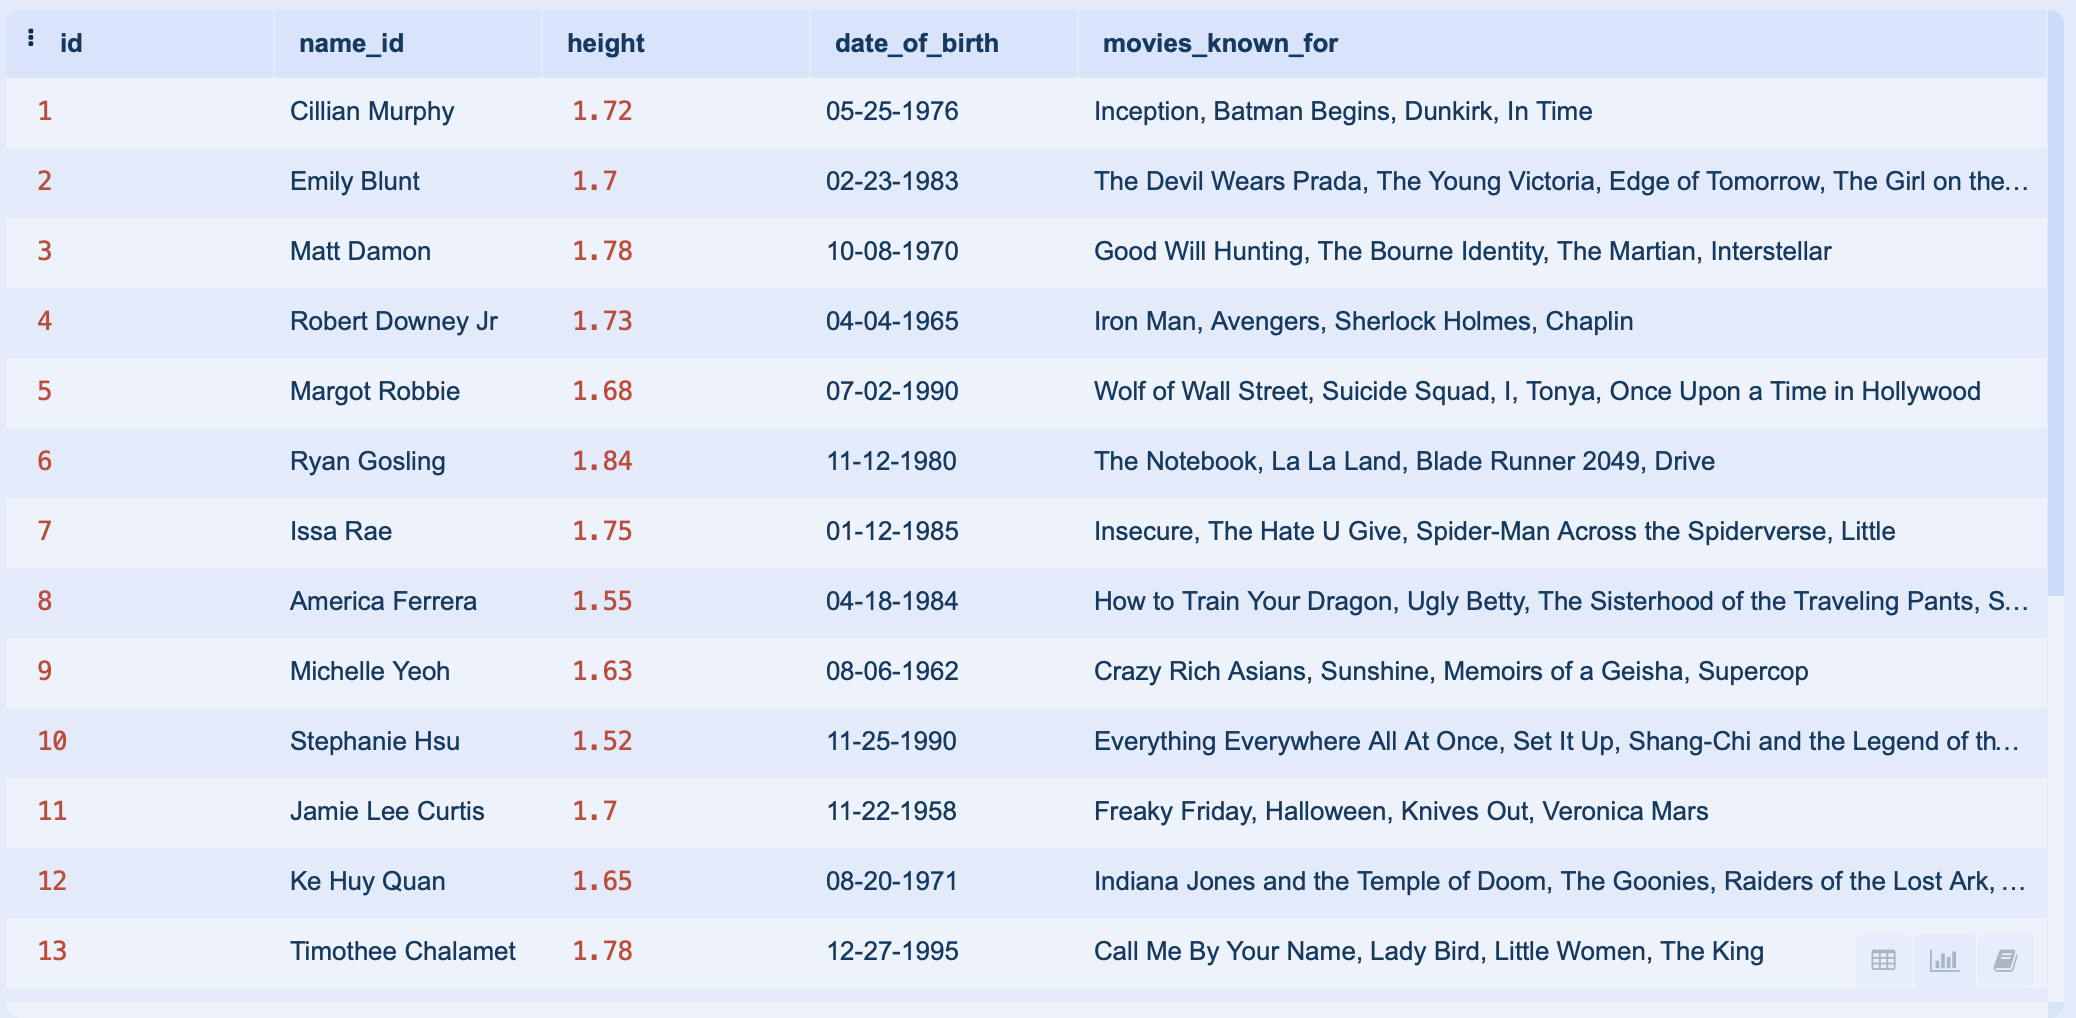 id name_id height date_of_birth movies_known_for
1 Cillian Murphy 1.72 05-25-1976 Inception, Batman Begins, Dunkirk, In Time
2 Emily Blunt 1.7 02-23-1983 The Devil Wears Prada, The Young Victoria, Edge of Tomorrow, The Girl on the...
3 Matt Damon 1.78 10-08-1970 Good Will Hunting, The Bourne Identity, The Martian, Interstellar
4 Robert Downey Jr 1.73 04-04-1965 Iron Man, Avengers, Sherlock Holmes, Chaplin
5 Margot Robbie 1.68 07-02-1990 Wolf of Wall Street, Suicide Squad, I, Tonya, Once Upon a Time in Hollywood
6 Ryan Gosling 1.84 11-12-1980 The Notebook, La La Land, Blade Runner 2049, Drive
7 Issa Rae 1.75 01-12-1985 Insecure, The Hate U Give, Spider-Man Across the Spiderverse, Little
8 America Ferrera 1.55 04-18-1984 How to Train Your Dragon, Ugly Betty, The Sisterhood of the Traveling Pants, S...
9 Michelle Yeoh 1.63 08-06-1962 Crazy Rich Asians, Sunshine, Memoirs of a Geisha, Supercop
10 Stephanie Hsu 1.52 11-25-1990 Everything Everywhere All At Once, Set It Up, Shang-Chi and the Legend of th...
11 Jamie Lee Curtis 1.7 11-22-1958 Freaky Friday, Halloween, Knives Out, Veronica Mars
12 Ke Huy Quan 1.65 08-20-1971 Indiana Jones and the Temple of Doom, The Goonies, Raiders of the Lost Ark, ...
13 Timothee Chalamet 1.78 12-27-1995 Call Me By Your Name, Lady Bird, Little Women, The King